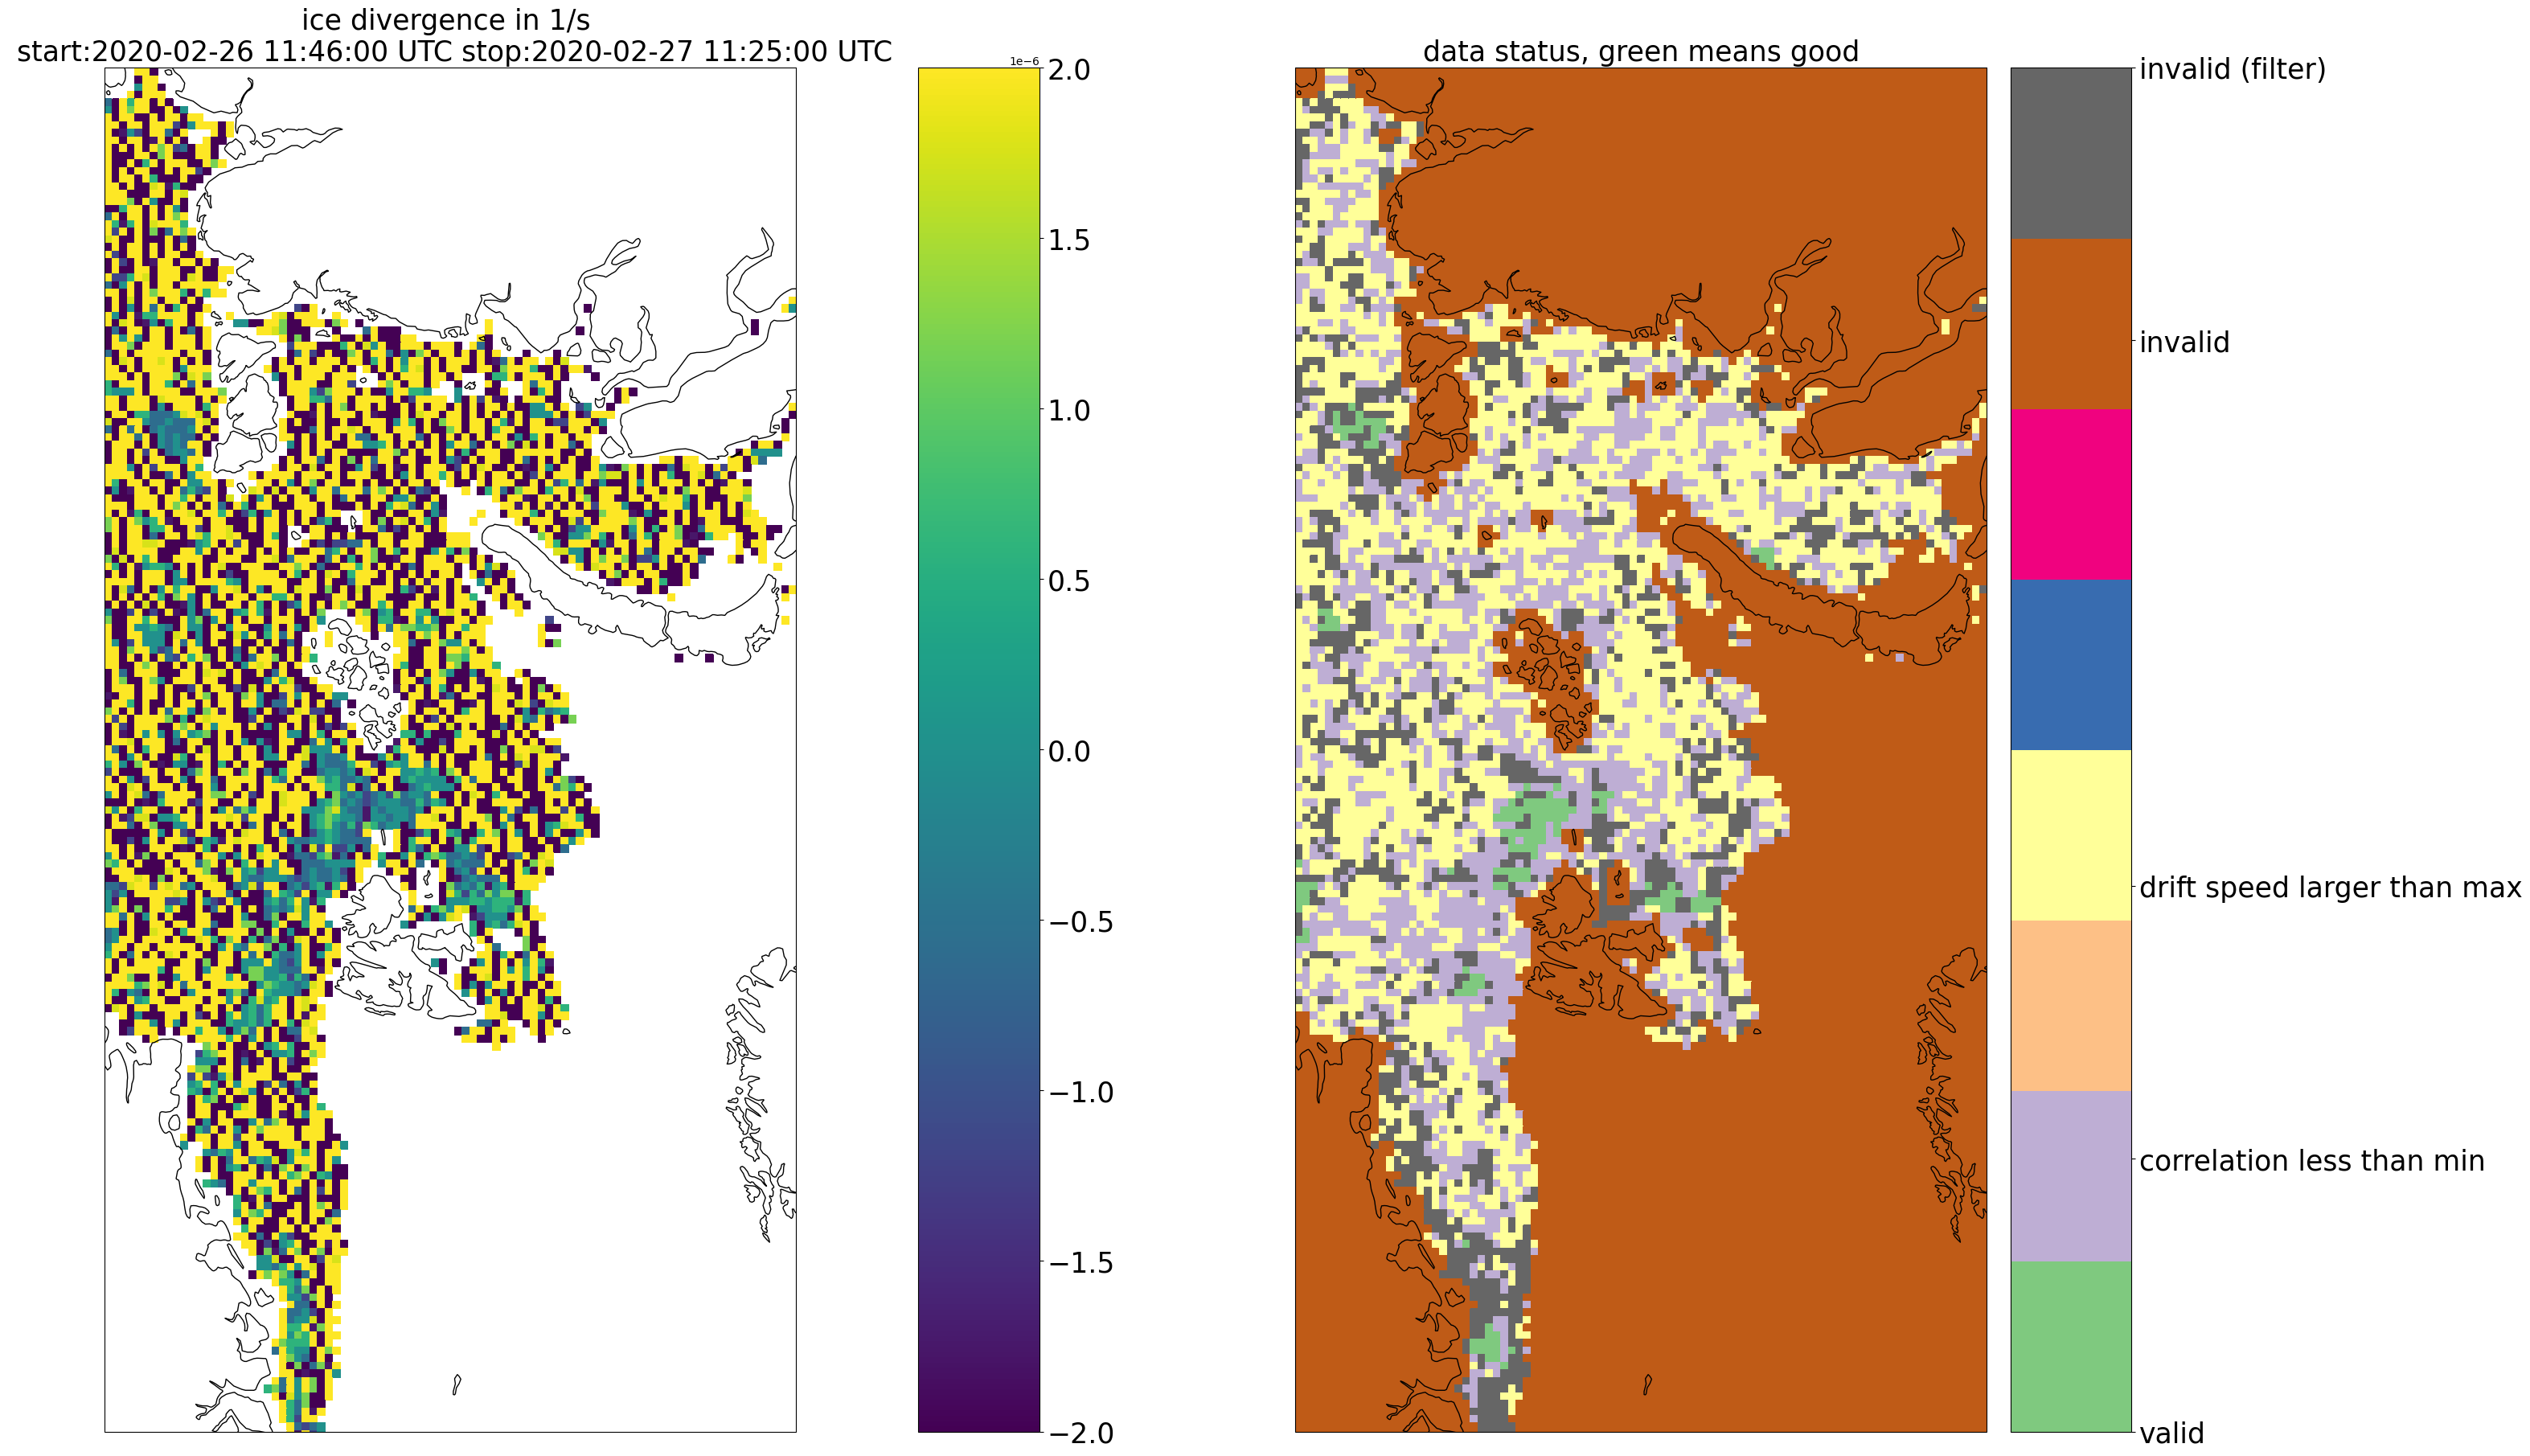 ice divergence in 1/s
start:2020-02-26 11:46:00 UTC stop:2020-02-27 11:25:00 UTC
1e−6
2.0
1.5
1.0
0.5
0.0
−0.5
−1.0
−1.5
−2.0
data status, green means good
invalid (filter)
invalid
drift speed larger than max
correlation less than min
valid